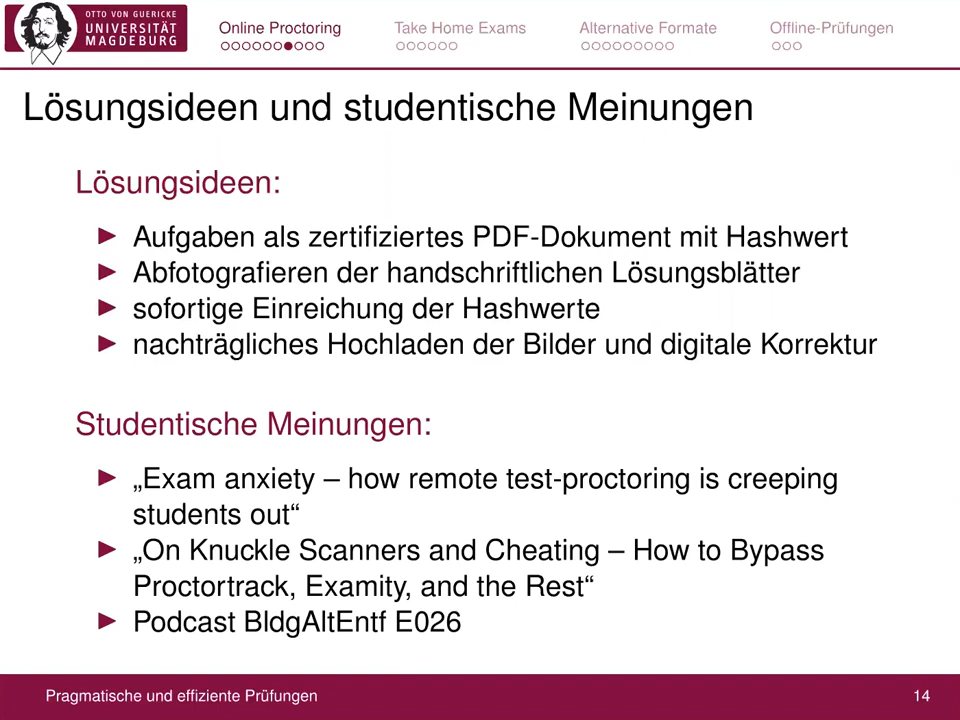 OTTO VON GUERICKE
UNIVERSITÄT
MAGDEBURG
Online Proctoring
Take Home Exams
Alternative Formate
Offline-Prüfungen
Lösungsideen und studentische Meinungen
Lösungsideen:
Aufgaben als zertifiziertes PDF-Dokument mit Hashwert
Abfotografieren der handschriftlichen Lösungsblätter
sofortige Einreichung der Hashwerte
nachträgliches Hochladen der Bilder und digitale Korrektur
Studentische Meinungen:
„Exam anxiety – how remote test-proctoring is creeping
students out“
„On Knuckle Scanners and Cheating – How to Bypass
Proctortrack, Examity, and the Rest“
Podcast BldgAltEntf E026
Pragmatische und effiziente Prüfungen
14